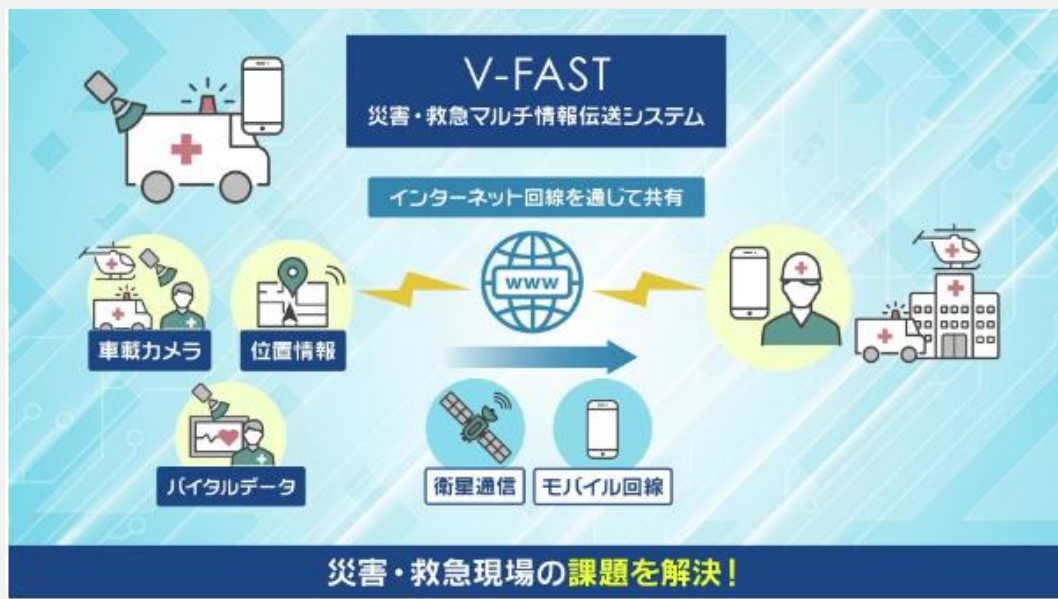 V-FAST
災害・救急マルチ情報伝送システム
インターネット回線を通じて共有
www
車載カメラ
位置情報
バイタルデータ
衛星通信
モバイル回線
災害・救急現場の課題を解決！